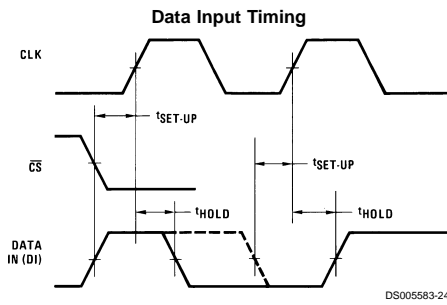 Data Input Timing
CLK
tSET-UP
CS
tSET-UP
tHOLD
tHOLD
DATA
IN (DI)
DS005583-24